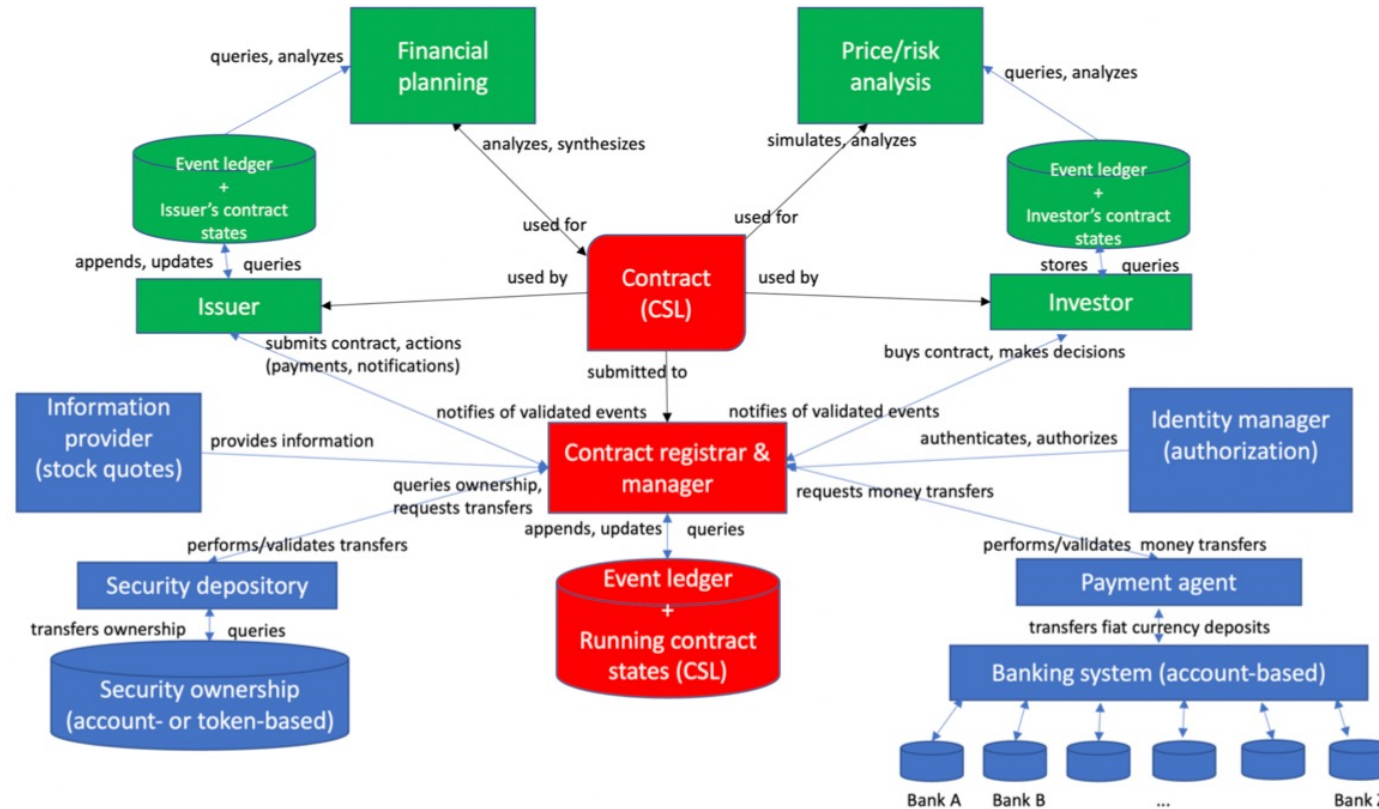 Financial
planning
Price/risk
analysis
queries, analyzes
queries, analyzes
analyzes, synthesizes
simulates, analyzes
Event ledger
+
Issuer's contract
states
Event ledger
+
Investor's contract
states
used for
used for
appends, updates
queries
used by
Contract
(CSL)
used by
stores
queries
Issuer
Investor
submits contract, actions
(payments, notifications)
buys contract, makes decisions
submitted to
Information
provider
(stock quotes)
notifies of validated events
notifies of validated events
Identity manager
(authorization)
provides information
authenticates, authorizes
Contract registrar &
manager
queries ownership,
requests transfers
requests money transfers
appends, updates
queries
performs/validates transfers
performs/validates money transfers
Security depository
Event ledger
+
Running contract
states (CSL)
Payment agent
transfers ownership
queries
transfers fiat currency deposits
Security ownership
(account- or token-based)
Banking system (account-based)
Bank A
Bank B
...
Bank Z